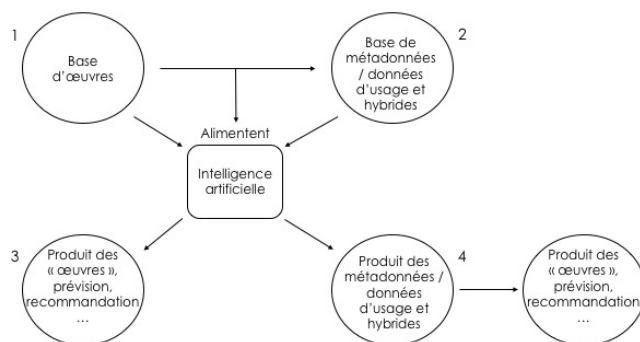 1
Base
d’œuvres
2
Base de
métadonnées
/ données
d’usage et
hybrides
Alimentent
Intelligence
artificielle
3
Produit des
« œuvres »,
prévision,
recommandation
…
4
Produit des
métadonnées /
données
d’usage et
hybrides
Produit des
« œuvres »,
prévision,
recommandation
…